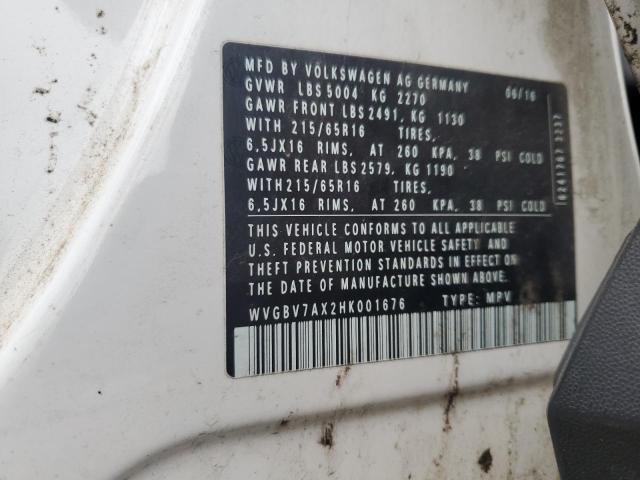 MFD BY VOLKSWAGEN AG GERMANY 06/16
GVWR LBS 5004 KG 2270
GAWR FRONT LBS 2491, KG 1130
WITH 215/65R16 TIRES,
6.5JX16 RIMS, AT 260 KPA, 38 PSI COLD
GAWR REAR LBS 2579, KG 1190
WITH 215/65R16 TIRES,
6.5JX16 RIMS, AT 260 KPA, 38 PSI COLD
THIS VEHICLE CONFORMS TO ALL APPLICABLE
U.S. FEDERAL MOTOR VEHICLE SAFETY AND
THEFT PREVENTION STANDARDS IN EFFECT ON
THE DATE OF MANUFACTURE SHOWN ABOVE.
WVGBV7AX2HK001676 TYPE: MPV